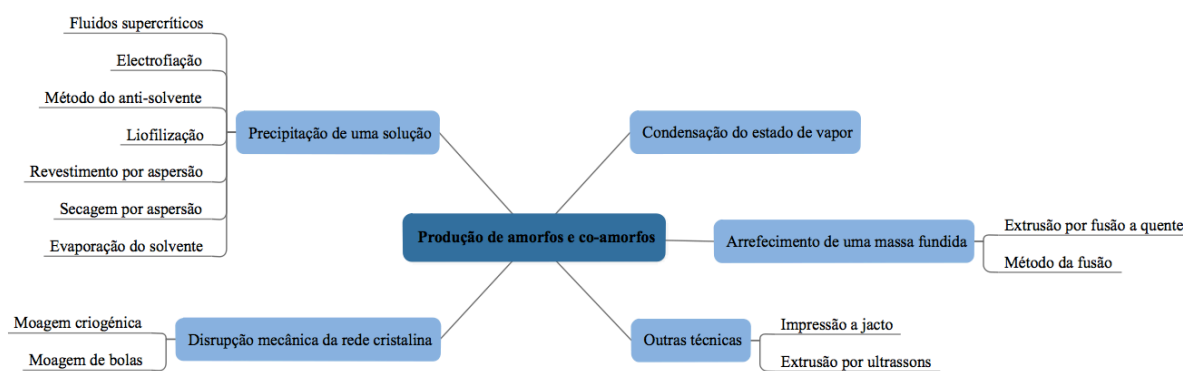 Fluidos supercríticos
Electrofiação
Método do anti-solvente
Liofilização
Revestimento por aspersão
Secagem por aspersão
Evaporação do solvente
Precipitação de uma solução
Condensação do estado de vapor
Produção de amorfos e co-amorfos
Arrefecimento de uma massa fundida
Extrusão por fusão a quente
Método da fusão
Moagem criogénica
Moagem de bolas
Disrupção mecânica da rede cristalina
Outras técnicas
Impressão a jacto
Extrusão por ultrassons